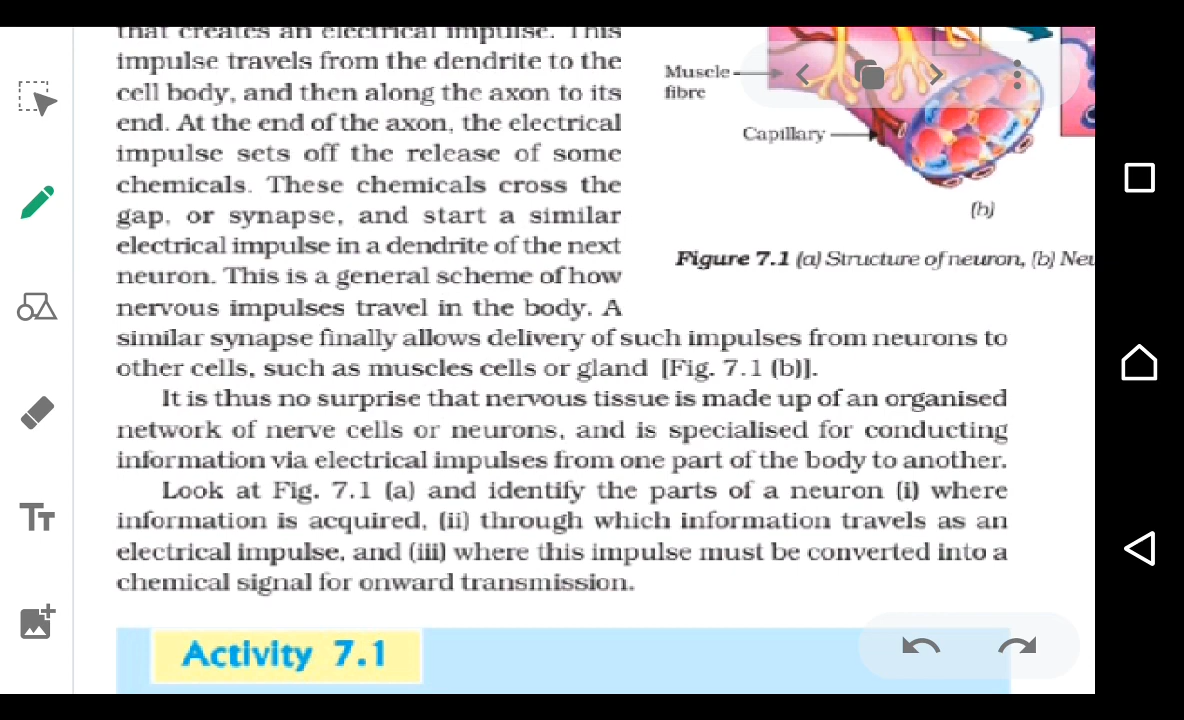 that creates an electrical impulse. This
impulse travels from the dendrite to the
cell body, and then along the axon to its
end. At the end of the axon, the electrical
impulse sets off the release of some
chemicals. These chemicals cross the
gap, or synapse, and start a similar
electrical impulse in a dendrite of the next
neuron. This is a general scheme of how
nervous impulses travel in the body. A
similar synapse finally allows delivery of such impulses from neurons to
other cells, such as muscles cells or gland [Fig. 7.1 (b)].
It is thus no surprise that nervous tissue is made up of an organised
network of nerve cells or neurons, and is specialised for conducting
information via electrical impulses from one part of the body to another.
Look at Fig. 7.1 (a) and identify the parts of a neuron (i) where
information is acquired, (ii) through which information travels as an
electrical impulse, and (iii) where this impulse must be converted into a
chemical signal for onward transmission.
Muscle
fibre
Capillary
(b)
Figure 7.1 (a) Structure of neuron, (b)
Activity 7.1
TT